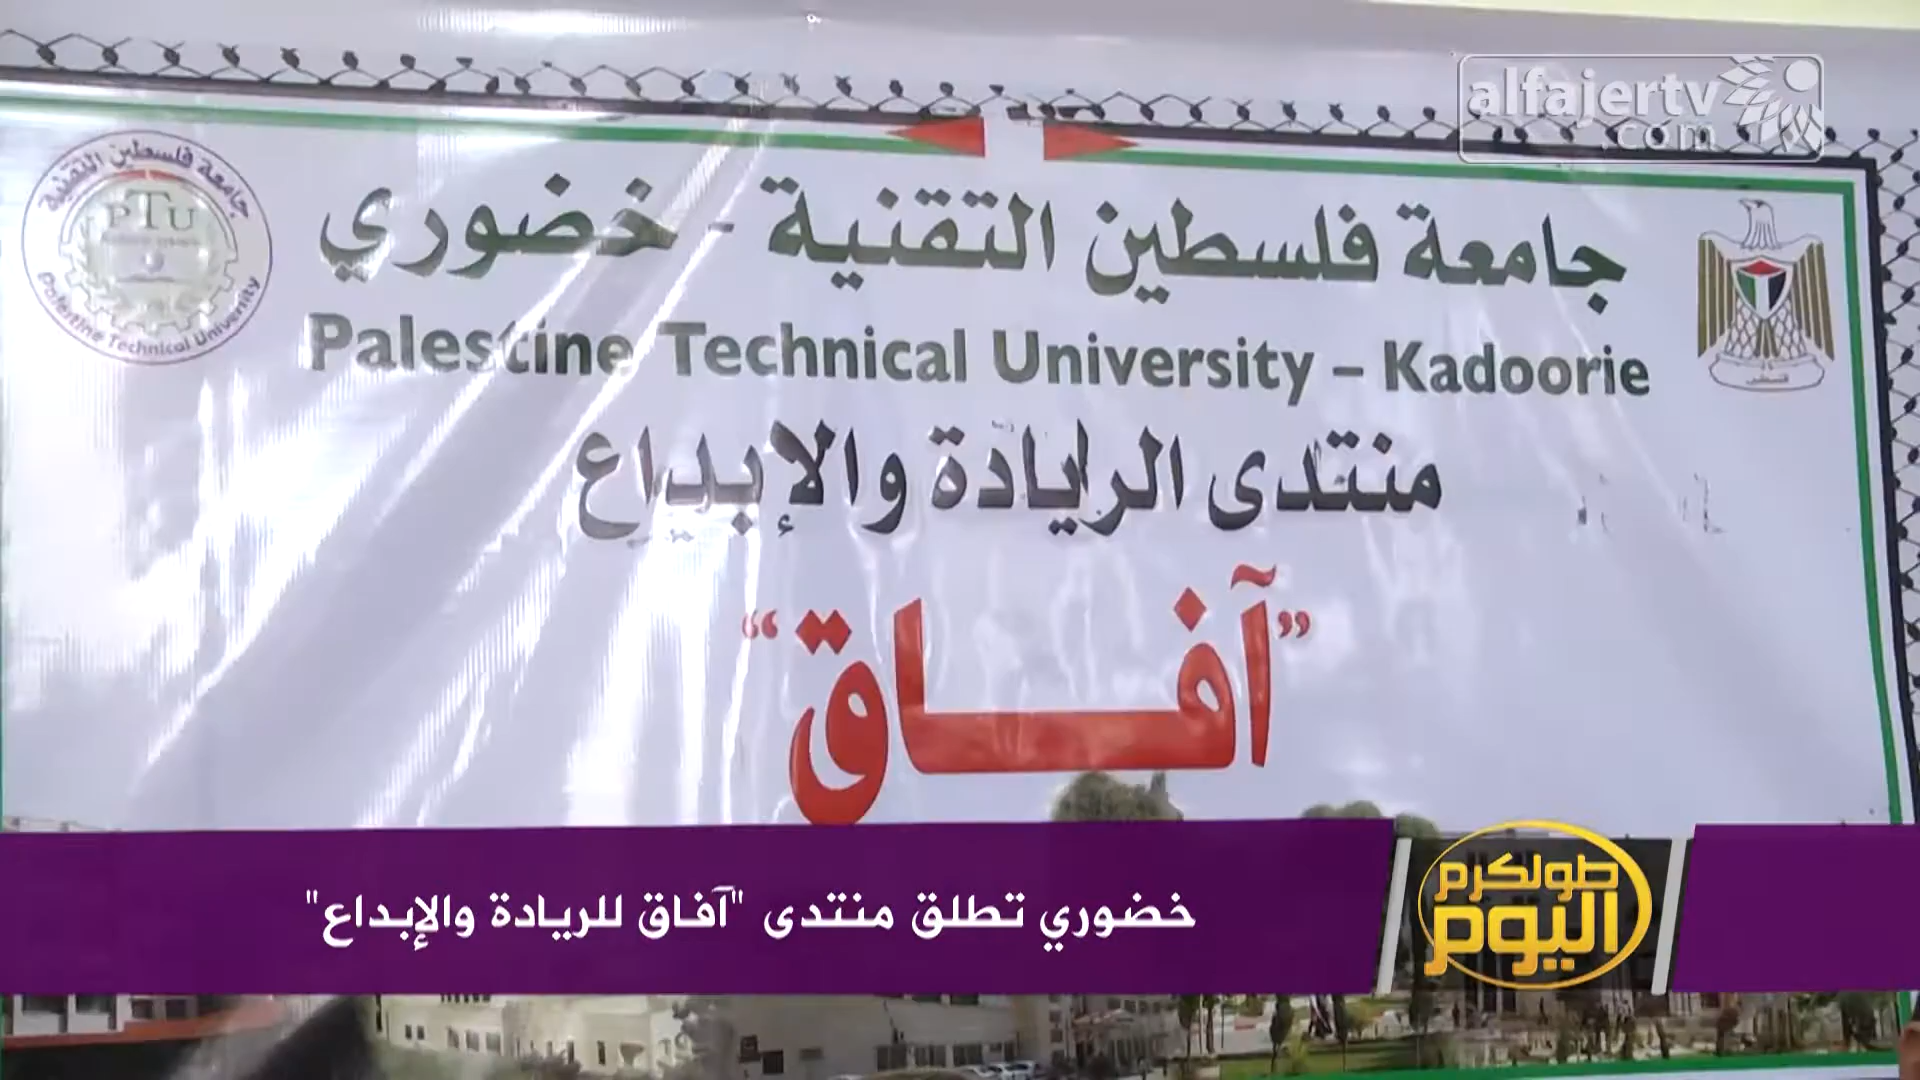 alfajertv
.com
جامعة فلسطين التقنية
PTU
Palestine Technical University
جامعة فلسطين التقنية - خضوري
Palestine Technical University – Kadoorie
فلسطين
منتدى الريادة والإبداع
"آفاق"
خضوري تطلق منتدى "آفاق للريادة والإبداع"
طولكرم
اليوم